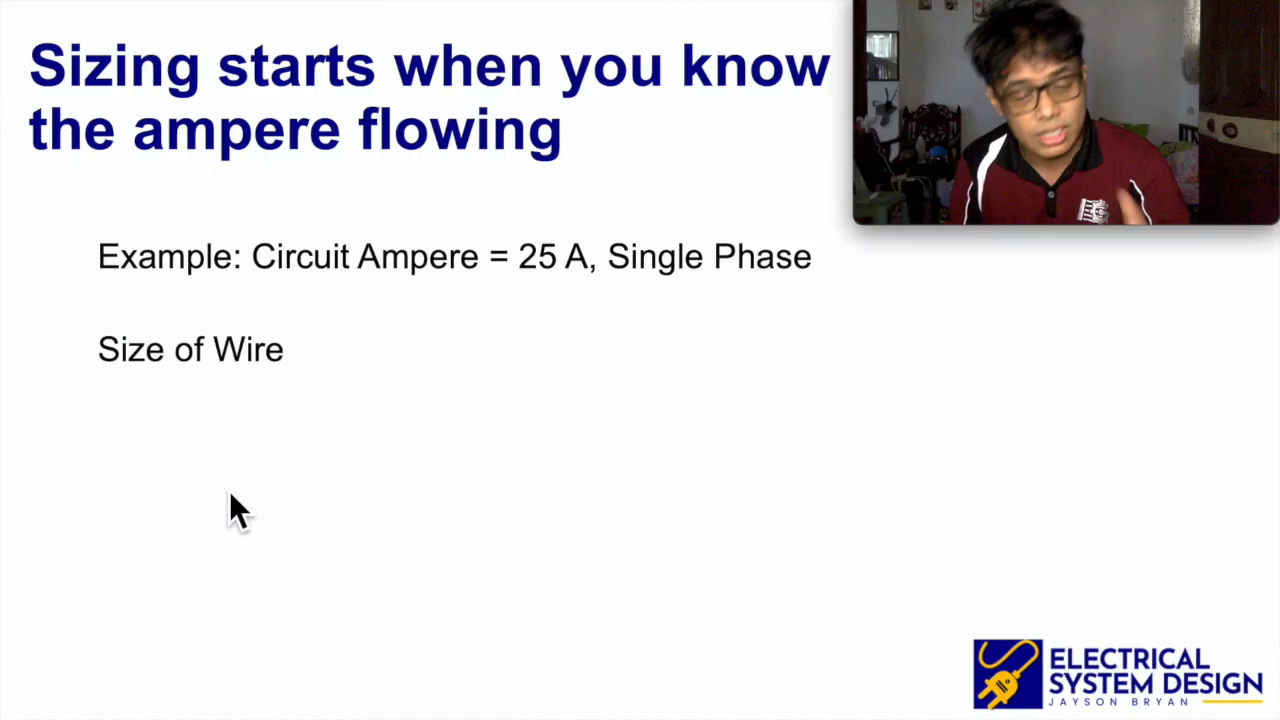 Sizing starts when you know
the ampere flowing
Example: Circuit Ampere = 25 A, Single Phase
Size of Wire
ELECTRICAL
SYSTEM DESIGN
JAYSON BRYAN